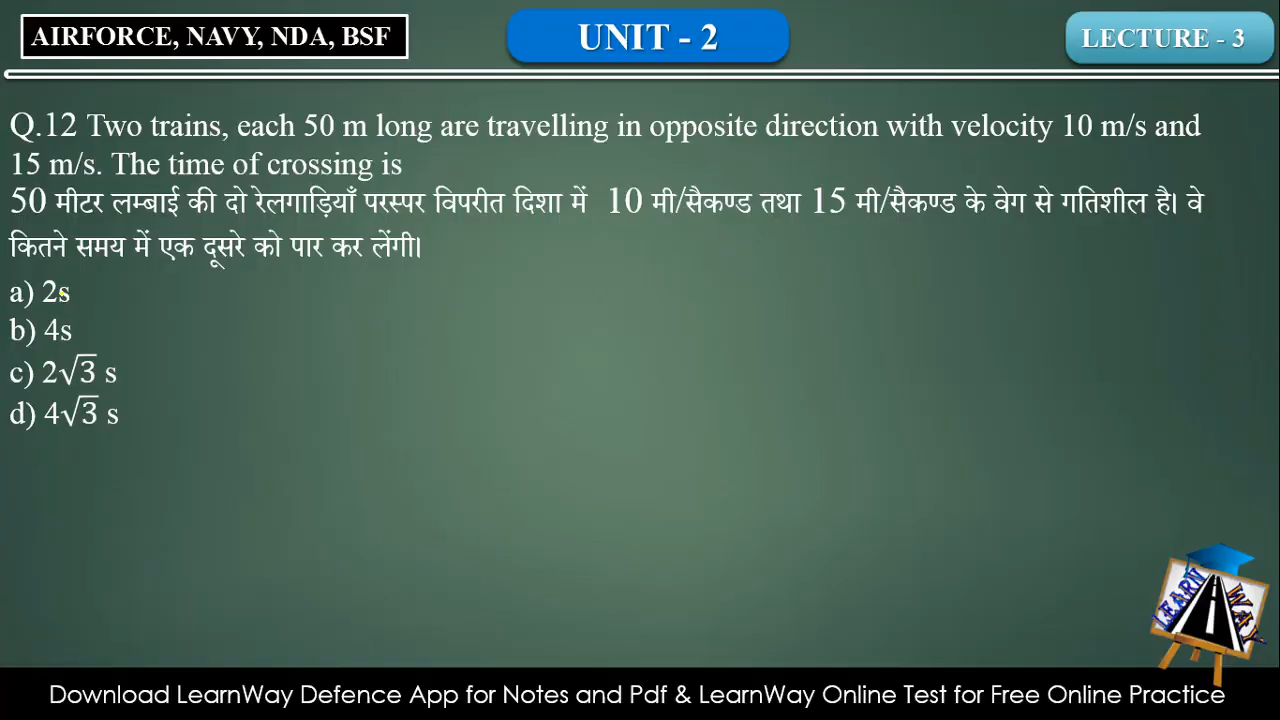 AIRFORCE, NAVY, NDA, BSF
UNIT - 2
LECTURE - 3
Q.12 Two trains, each 50 m long are travelling in opposite direction with velocity 10 m/s and
15 m/s. The time of crossing is
50 मीटर लम्बाई की दो रेलगाड़ियाँ परस्पर विपरीत दिशा में 10 मी/सैकण्ड तथा 15 मी/सैकण्ड के वेग से गतिशील है। वे
कितने समय में एक दूसरे को पार कर लेंगी।
a) 2s
b) 4s
c) 2√3 s
d) 4√3 s
LEARN WAY
Download LearnWay Defence App for Notes and Pdf & LearnWay Online Test for Free Online Practice